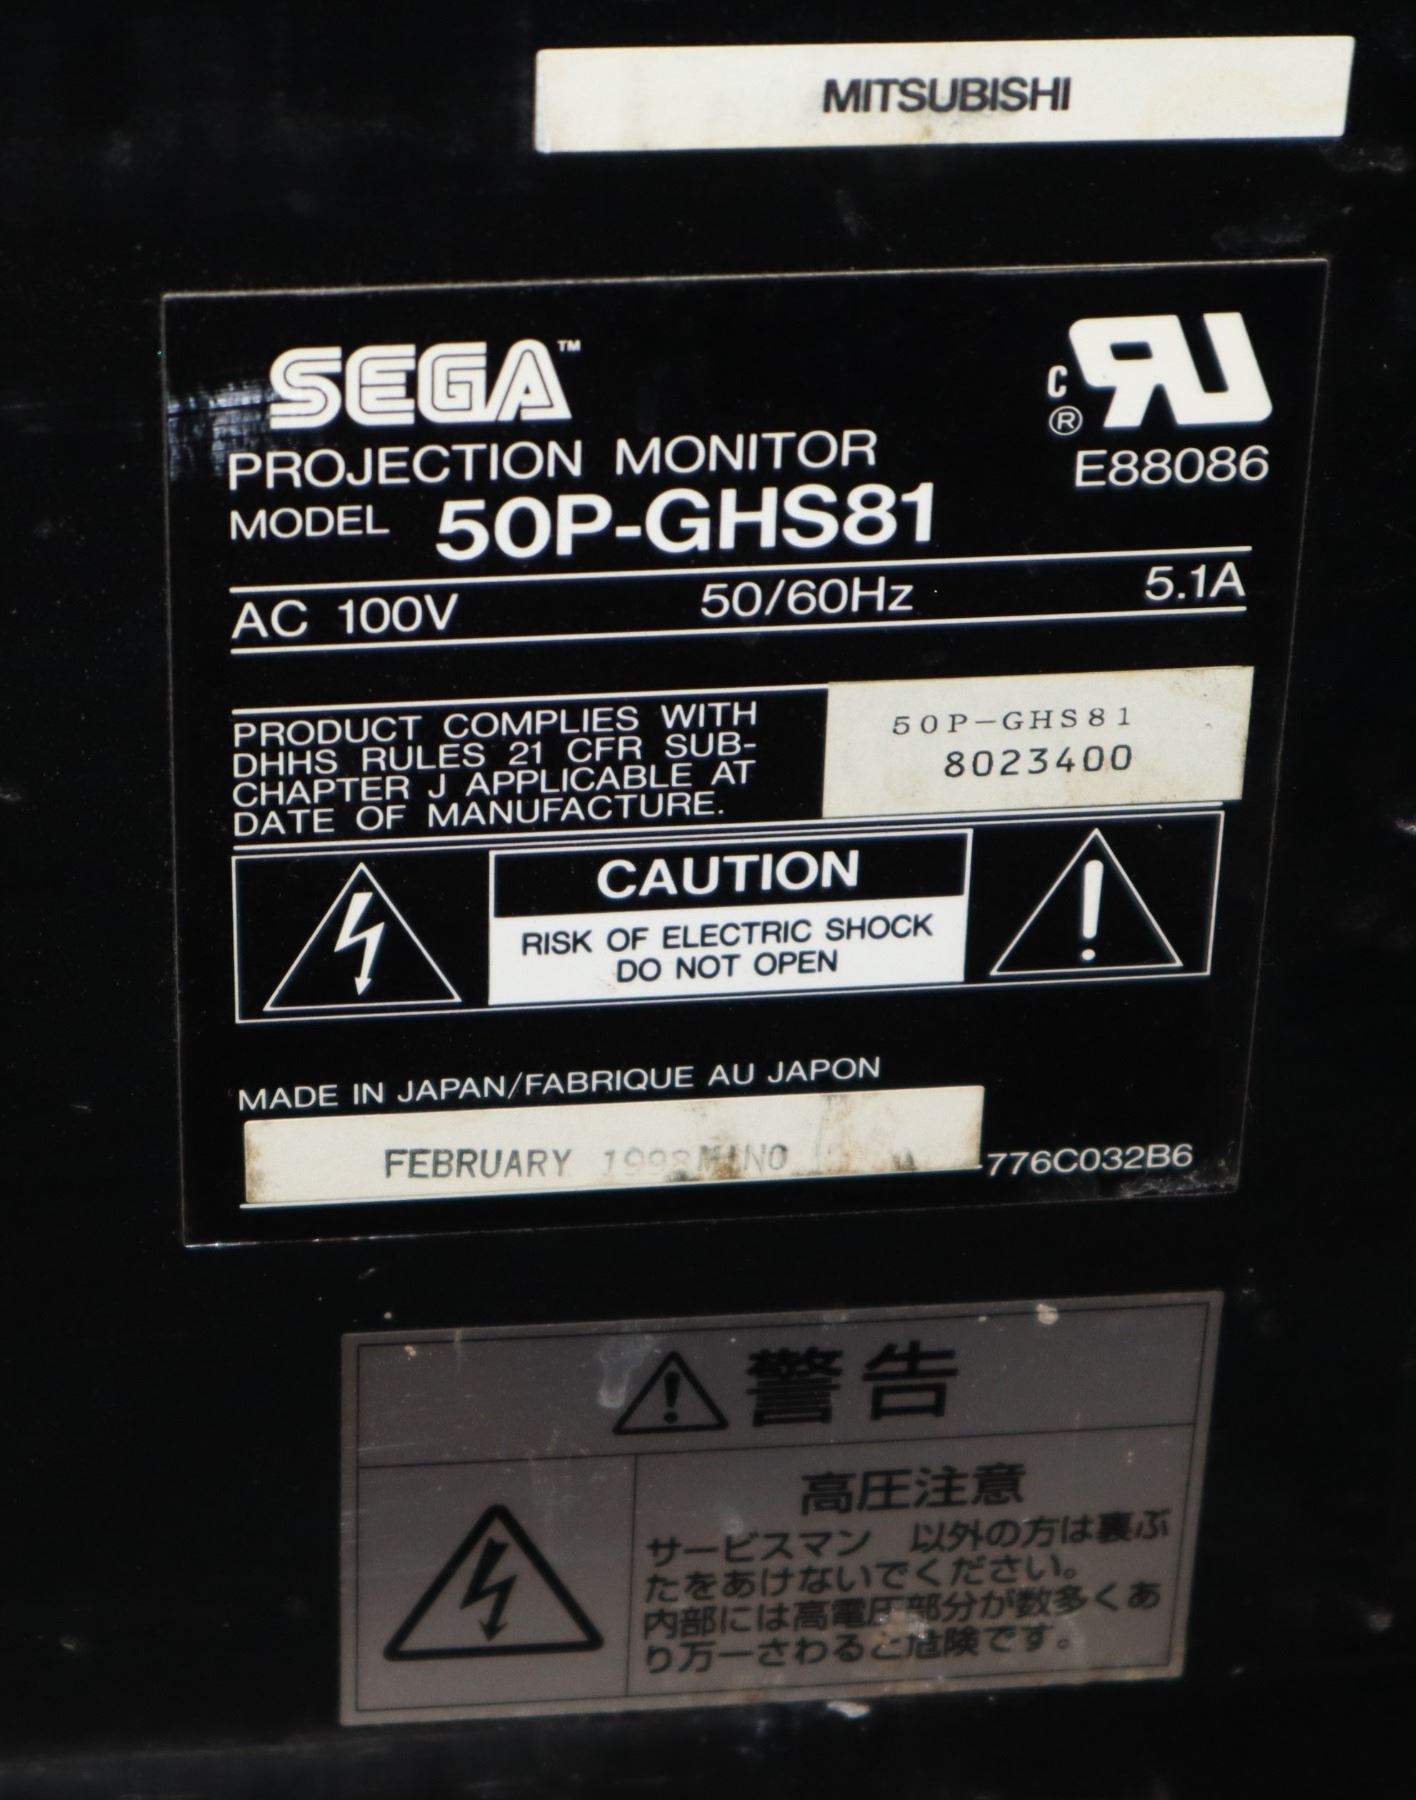 MITSUBISHI
SEGA™
C ® RU
PROJECTION MONITOR
E88086
MODEL 50P-GHS81
AC 100V 50/60Hz 5.1A
PRODUCT COMPLIES WITH
DHHS RULES 21 CFR SUB-
CHAPTER J APPLICABLE AT
DATE OF MANUFACTURE.
50P-GHS81
8023400
CAUTION
RISK OF ELECTRIC SHOCK
DO NOT OPEN
MADE IN JAPAN/FABRIQUE AU JAPON
FEBRUARY 1998
-776C032B6
警告
高圧注意
サービスマン 以外の方は裏ぶ
たをあけないでください。
内部には高電圧部分が数多くあ
り万一さわると危険です。